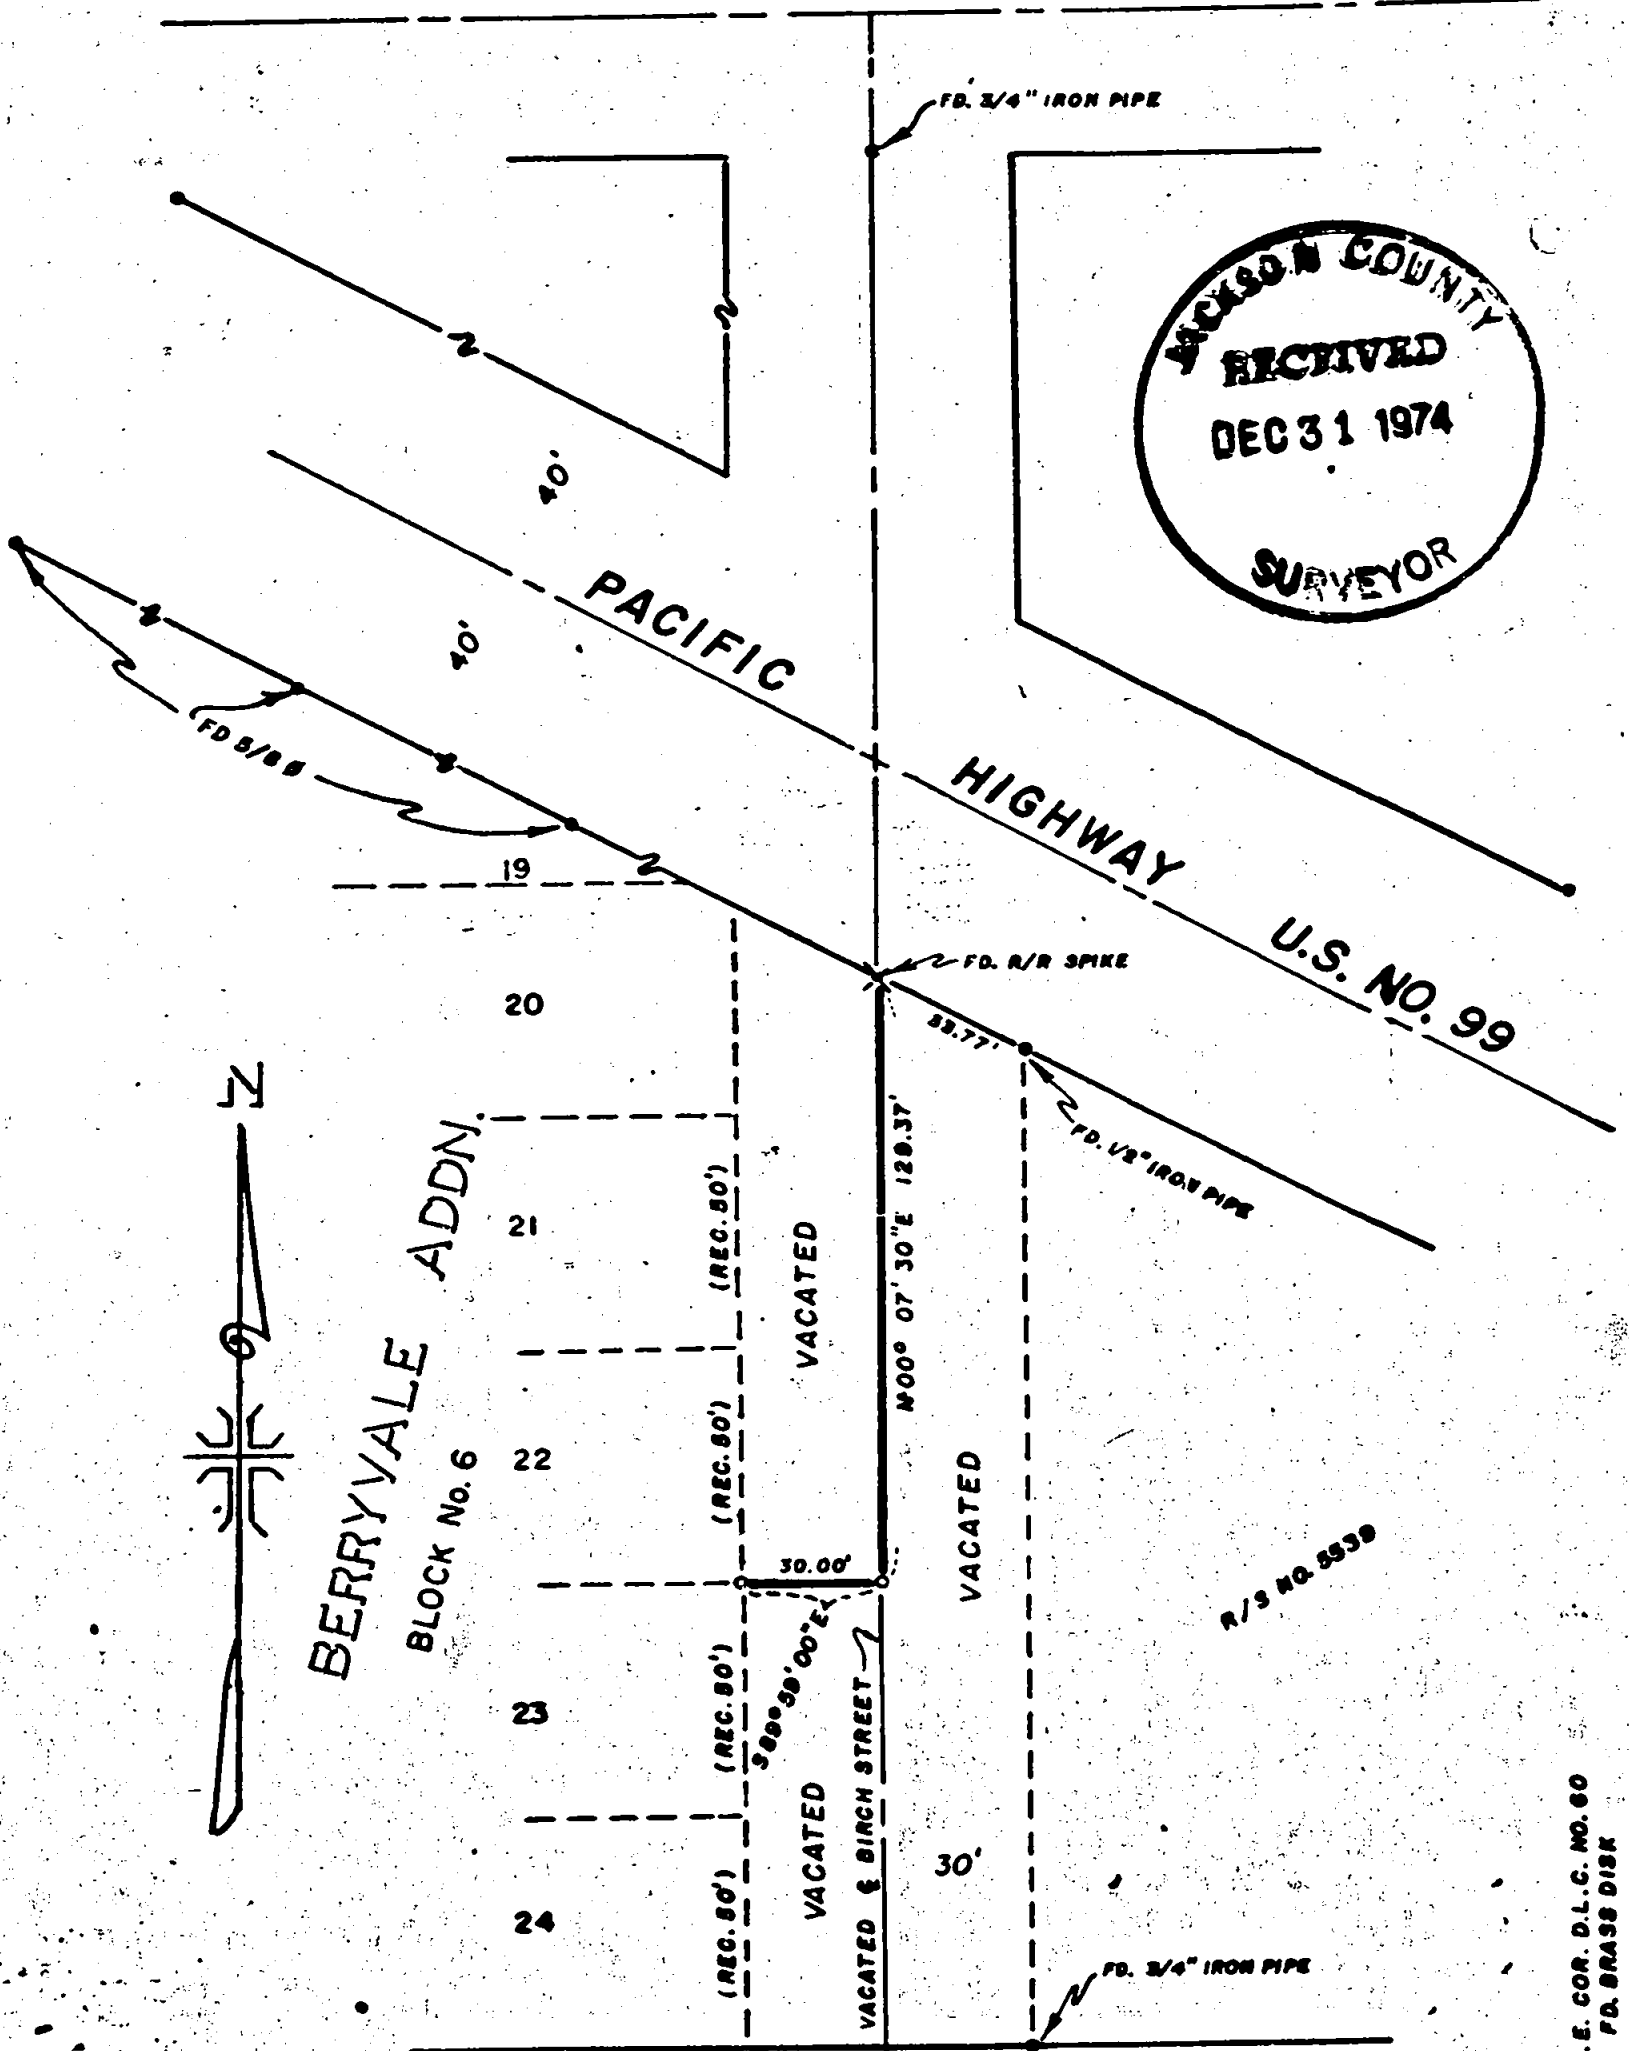 FD. 3/4" IRON PIPE
JACKSON COUNTY
RECEIVED
DEC 31 1974
SURVEYOR
40'
40'
PACIFIC HIGHWAY U.S. NO. 99
FD 5/8 Ø
19
FD. R/R SPIKE
20
33.77'
FD. 1/2" IRON PIPE
N
BERRYVALE ADDN.
BLOCK No. 6
21
(REC. 50')
VACATED
N00° 07' 30"E 128.37'
22
(REC. 50')
VACATED
30.00'
S89°59'00"E
R/S NO. 5539
23
(REC. 50')
VACATED
VACATED ℄ BIRCH STREET
30'
24
(REC. 50')
FD. 3/4" IRON PIPE
E. COR. D.L.C. NO. 60
FD. BRASS DISK